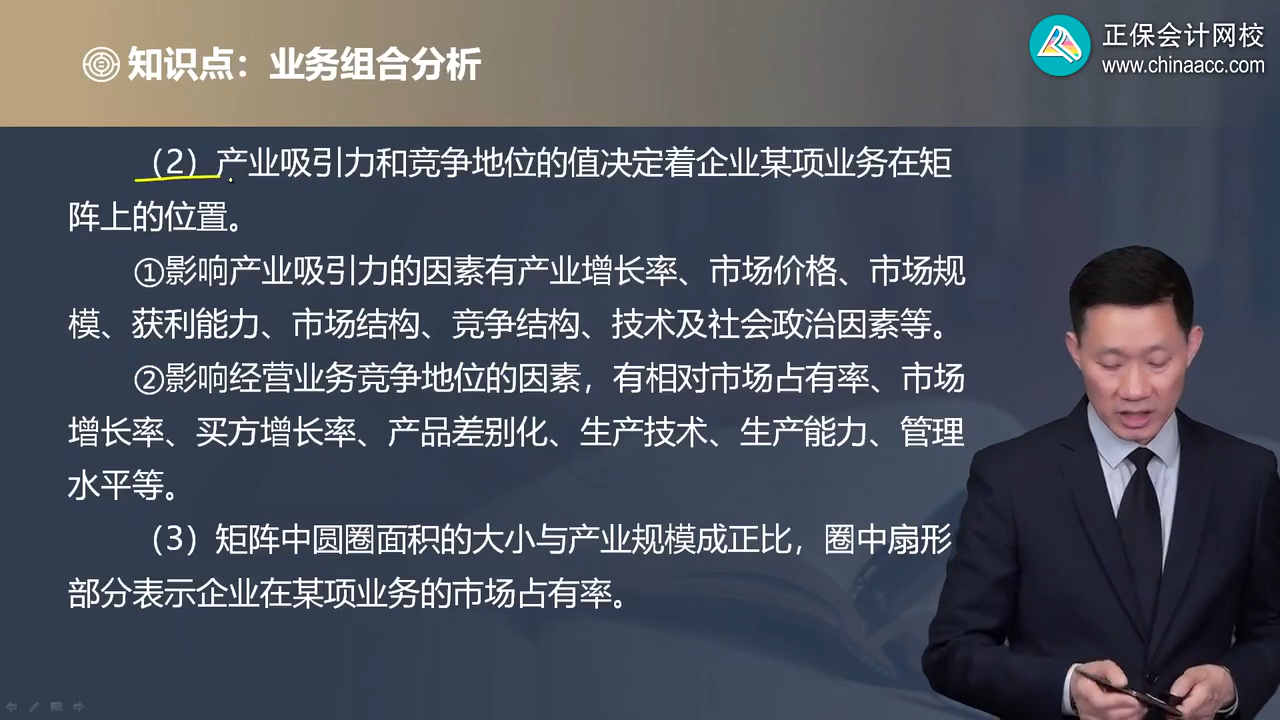 知识点：业务组合分析
正保会计网校
www.chinaacc.com
（2）产业吸引力和竞争地位的值决定着企业某项业务在矩
阵上的位置。
①影响产业吸引力的因素有产业增长率、市场价格、市场规
模、获利能力、市场结构、竞争结构、技术及社会政治因素等。
②影响经营业务竞争地位的因素，有相对市场占有率、市场
增长率、买方增长率、产品差别化、生产技术、生产能力、管理
水平等。
（3）矩阵中圆圈面积的大小与产业规模成正比，圈中扇形
部分表示企业在某项业务的市场占有率。